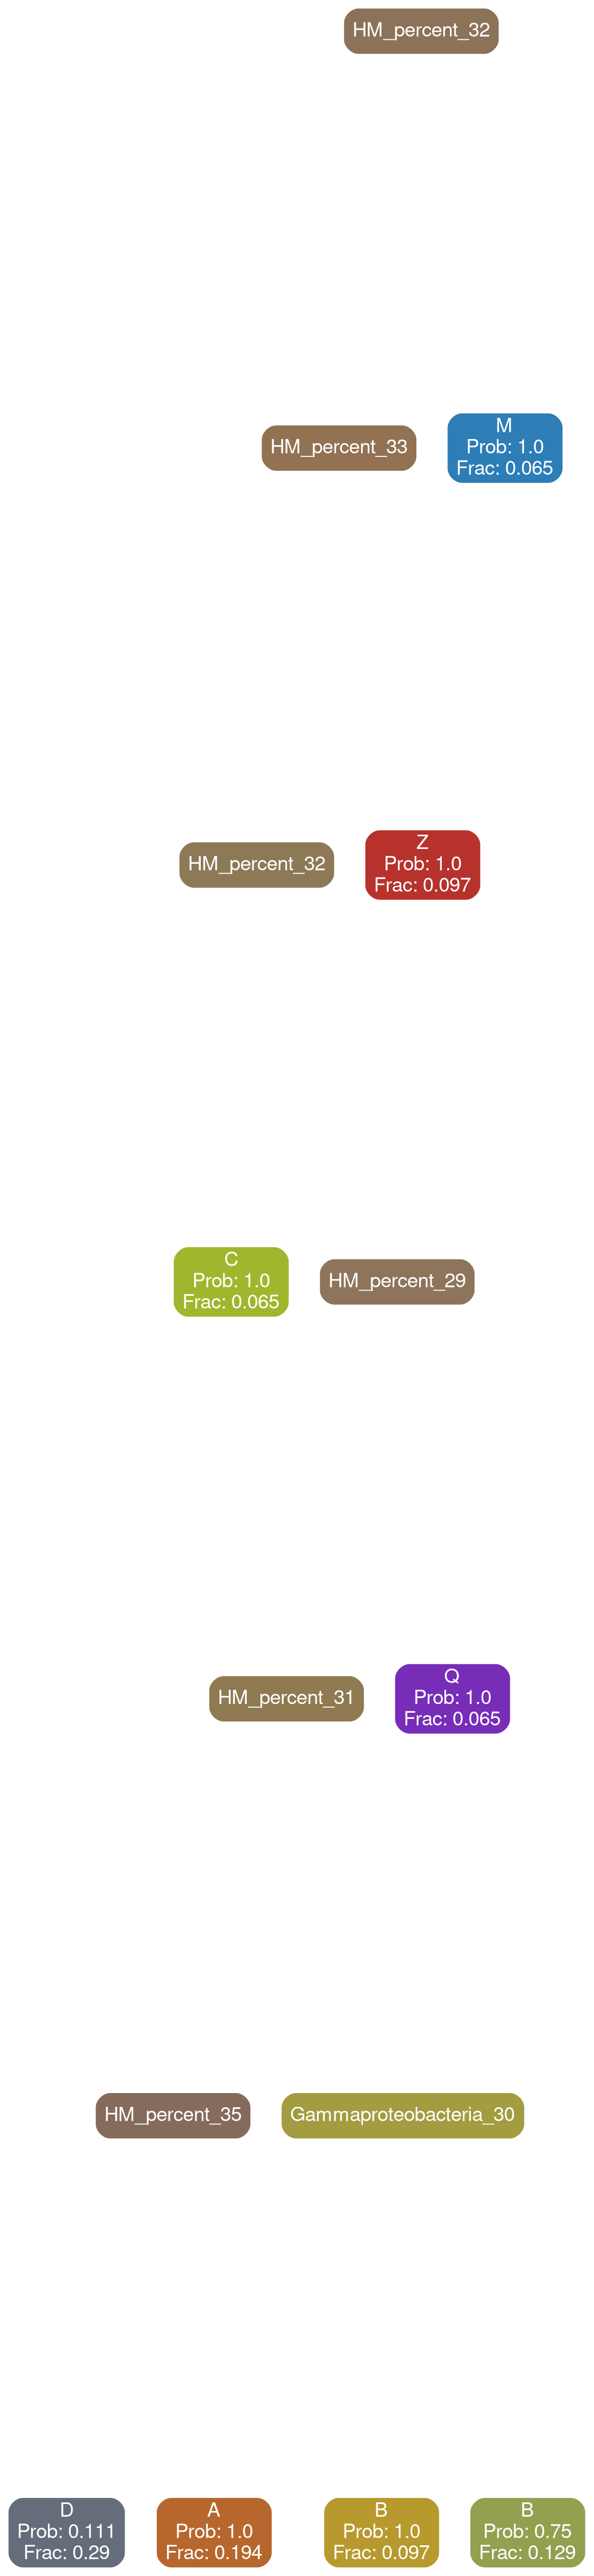 HM_percent_32
HM_percent_33
M
Prob: 1.0
Frac: 0.065
HM_percent_32
Z
Prob: 1.0
Frac: 0.097
C
Prob: 1.0
Frac: 0.065
HM_percent_29
HM_percent_31
Q
Prob: 1.0
Frac: 0.065
HM_percent_35
Gammaproteobacteria_30
D
Prob: 0.111
Frac: 0.29
A
Prob: 1.0
Frac: 0.194
B
Prob: 1.0
Frac: 0.097
B
Prob: 0.75
Frac: 0.129